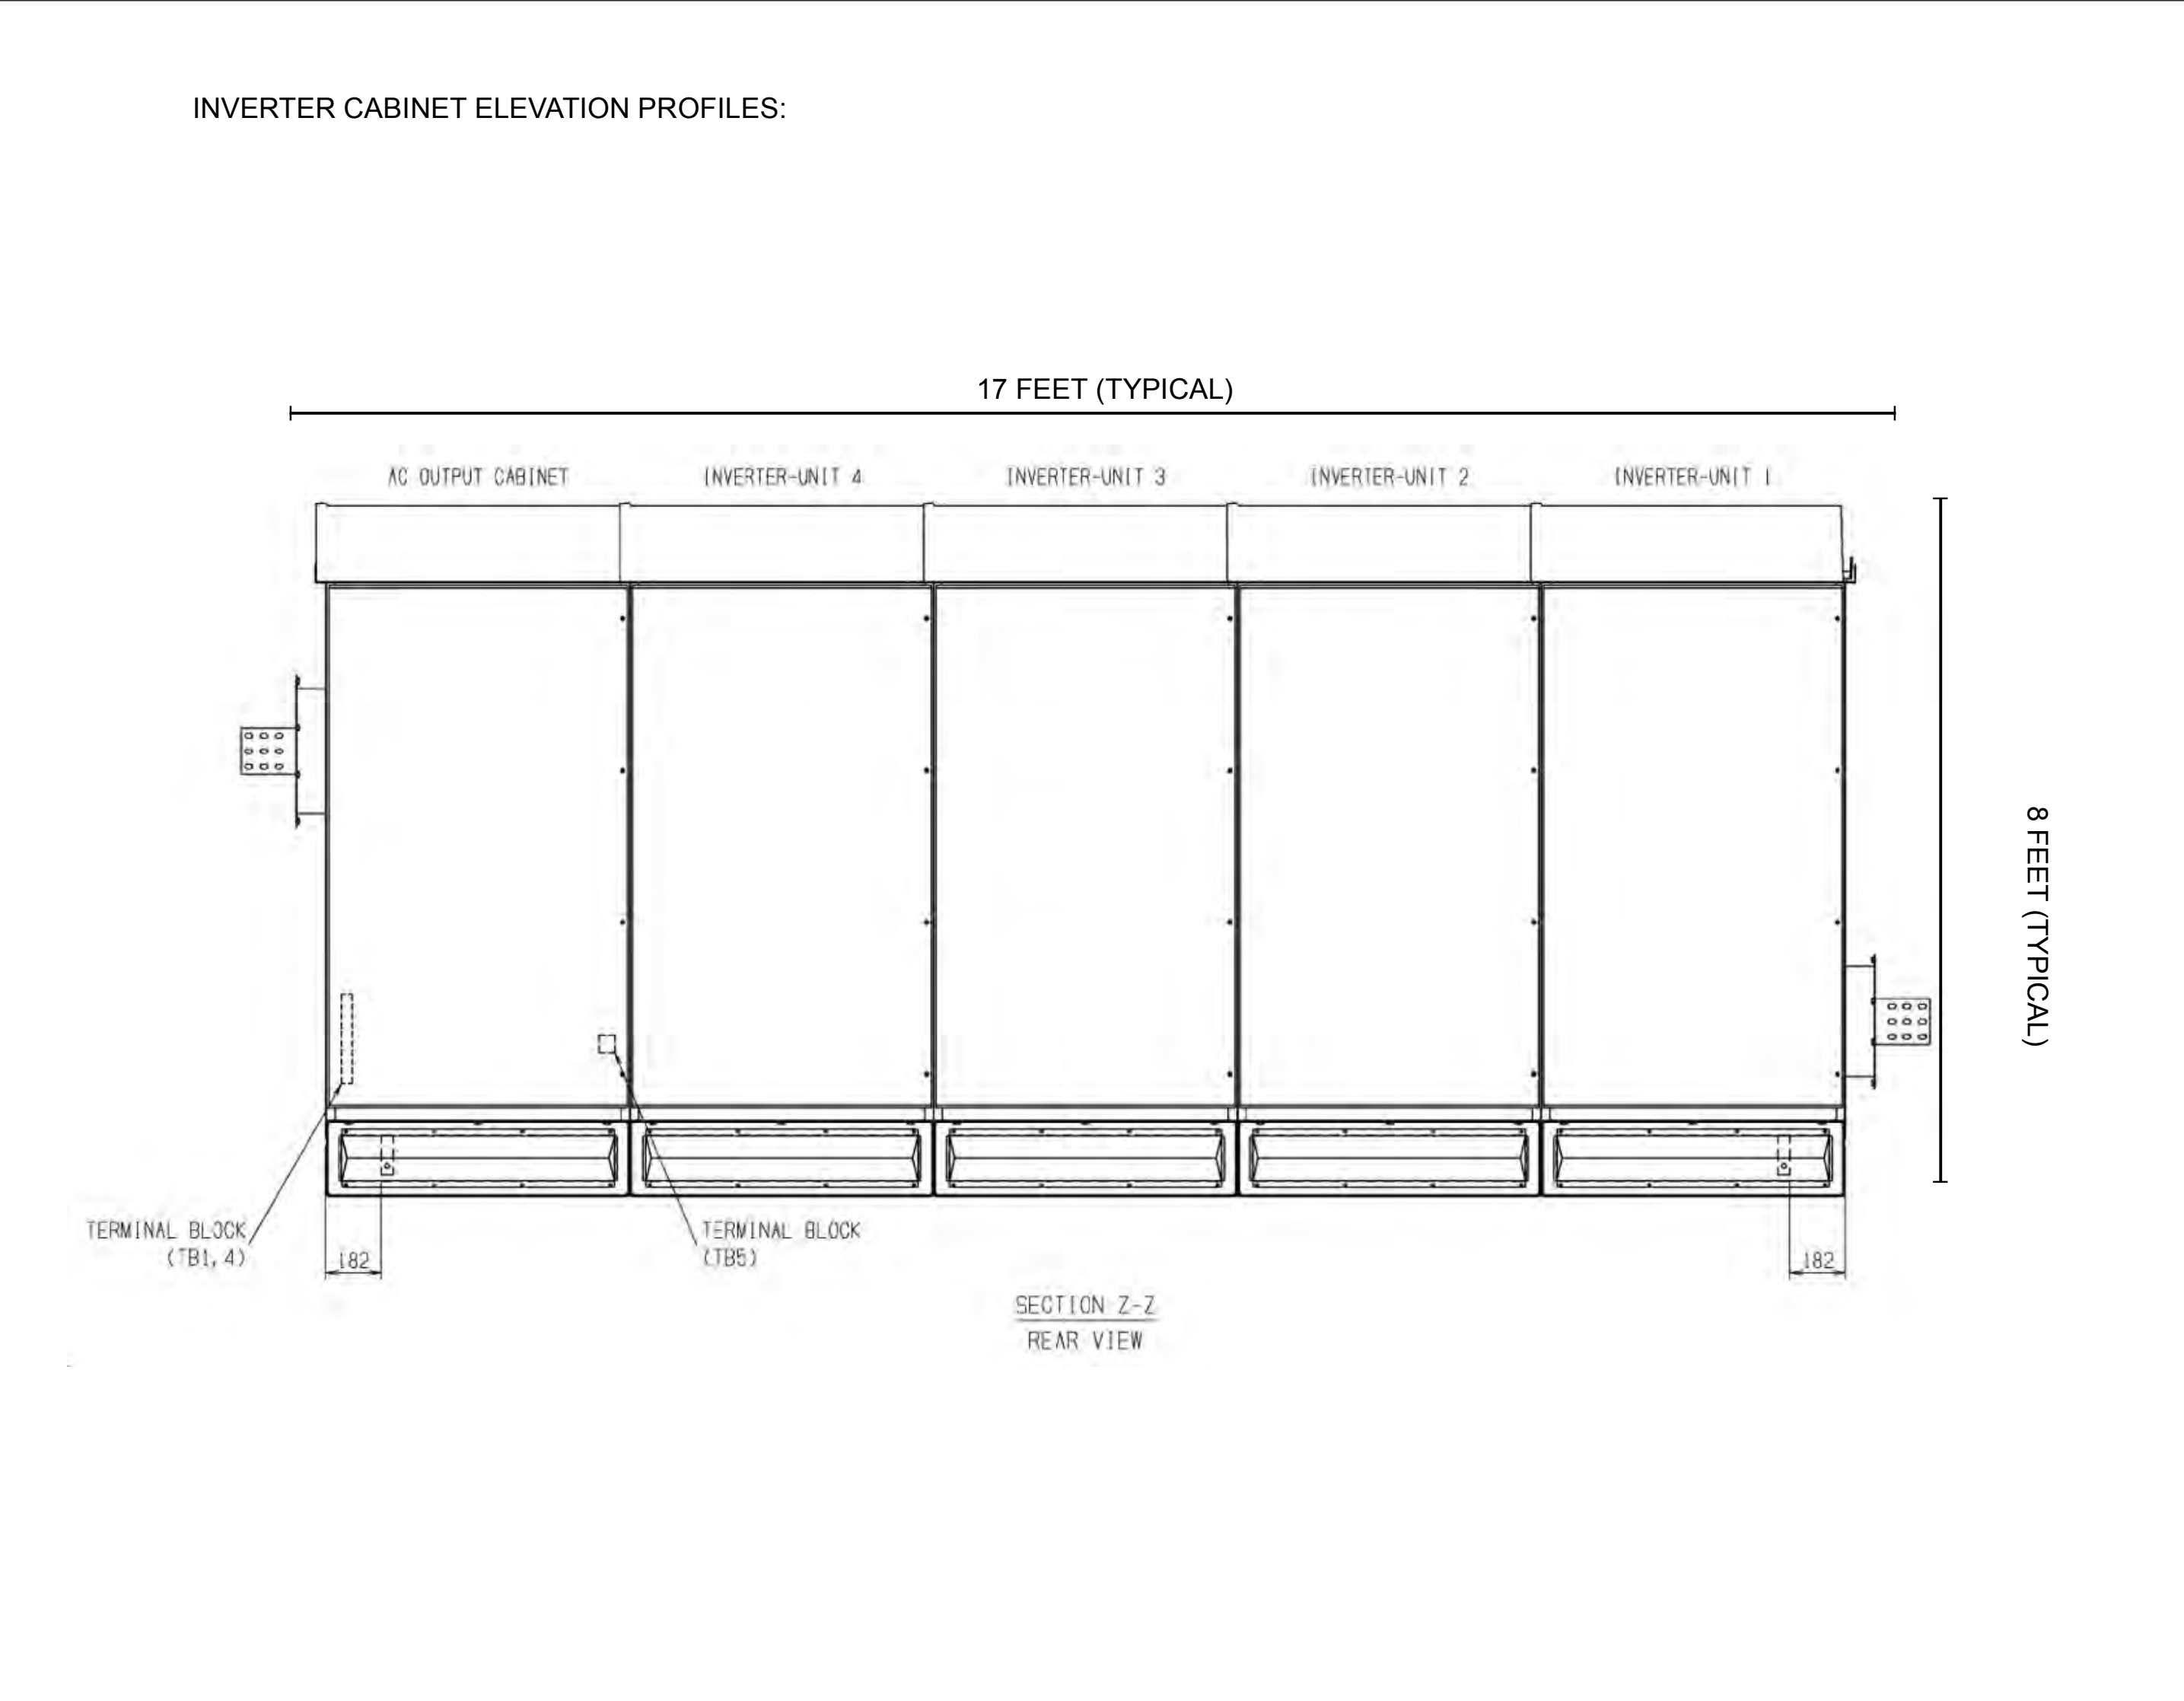 INVERTER CABINET ELEVATION PROFILES:
17 FEET (TYPICAL)
AC OUTPUT CABINET
INVERTER-UNIT 4
INVERTER-UNIT 3
INVERTER-UNIT 2
INVERTER-UNIT 1
8 FEET (TYPICAL)
TERMINAL BLOCK
(TB1, 4)
182
TERMINAL BLOCK
(TB5)
182
SECTION Z-Z
REAR VIEW